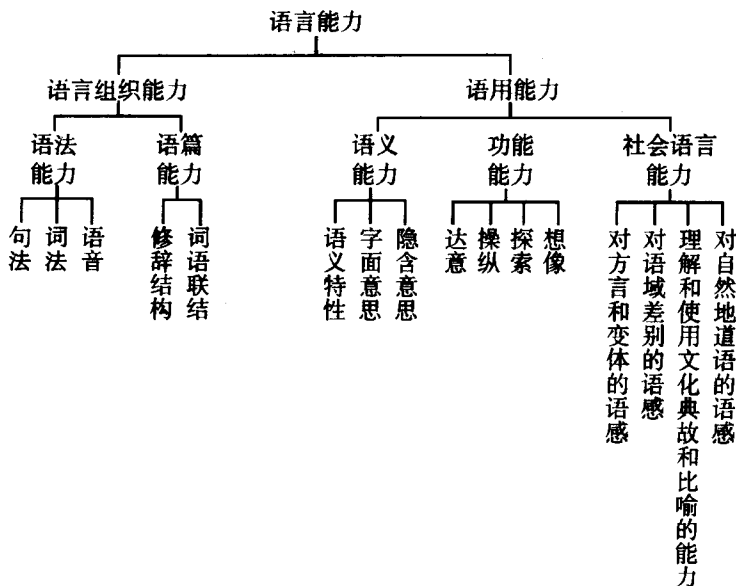 语言能力
语言组织能力
语用能力
语法
能力
语篇
能力
语义
能力
功能
能力
社会语言
能力
句法
词法
语音
修辞结构
词语联结
语义特性
字面意思
隐含意思
达意
操纵
探索
想像
对方言和变体的语感
对语域差别的语感
理解和使用文化典故和比喻的能力
对自然地道语的语感